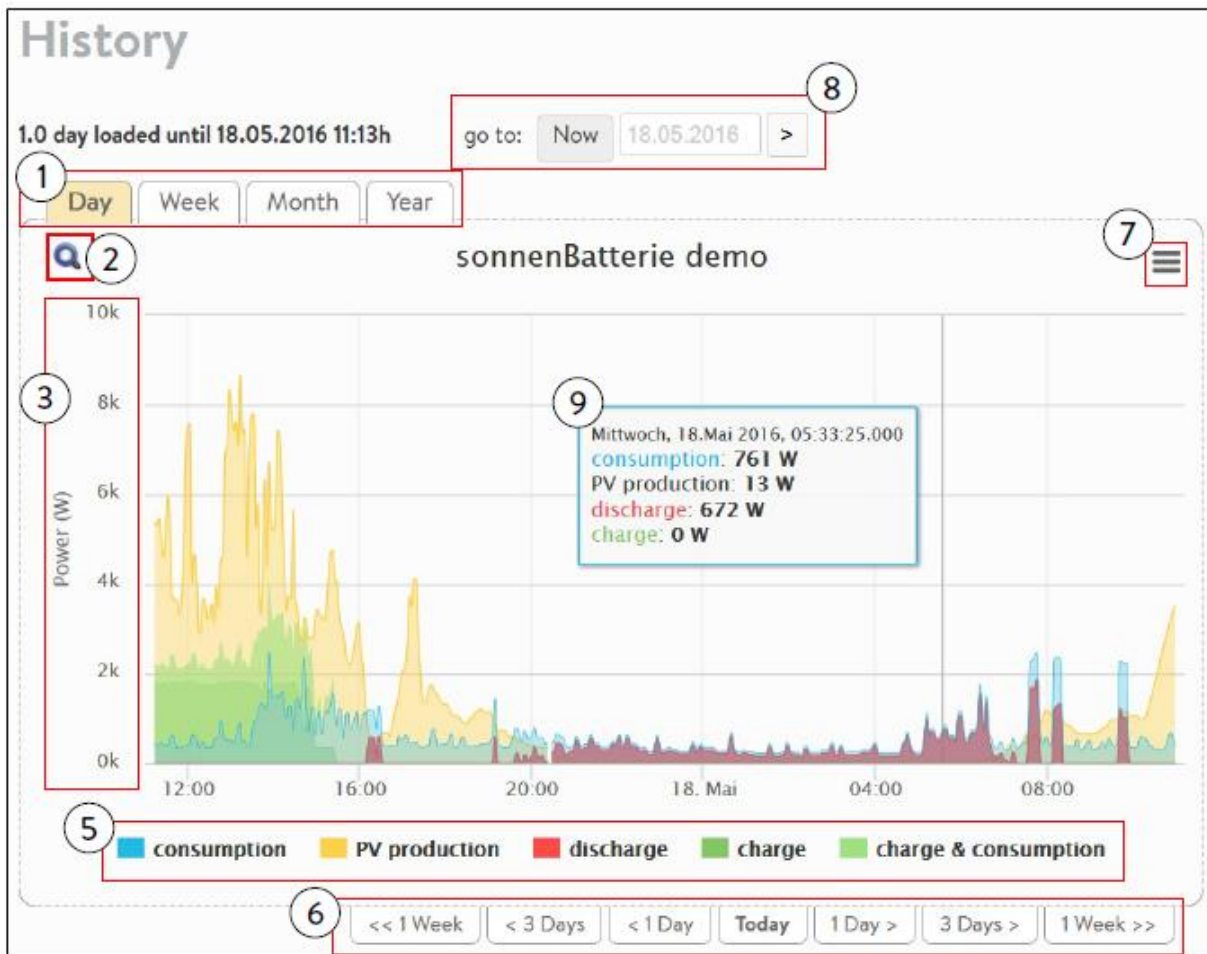 History
8
1.0 day loaded until 18.05.2016 11:13h
go to: Now 18.05.2016 >
1
Day Week Month Year
2
sonnenBatterie demo
7
3
Power (W)
10k
8k
6k
4k
2k
0k
9
Mittwoch, 18.Mai 2016, 05:33:25.000
consumption: 761 W
PV production: 13 W
discharge: 672 W
charge: 0 W
12:00 16:00 20:00 18. Mai 04:00 08:00
5
consumption PV production discharge charge charge & consumption
6
<< 1 Week < 3 Days < 1 Day Today 1 Day > 3 Days > 1 Week >>